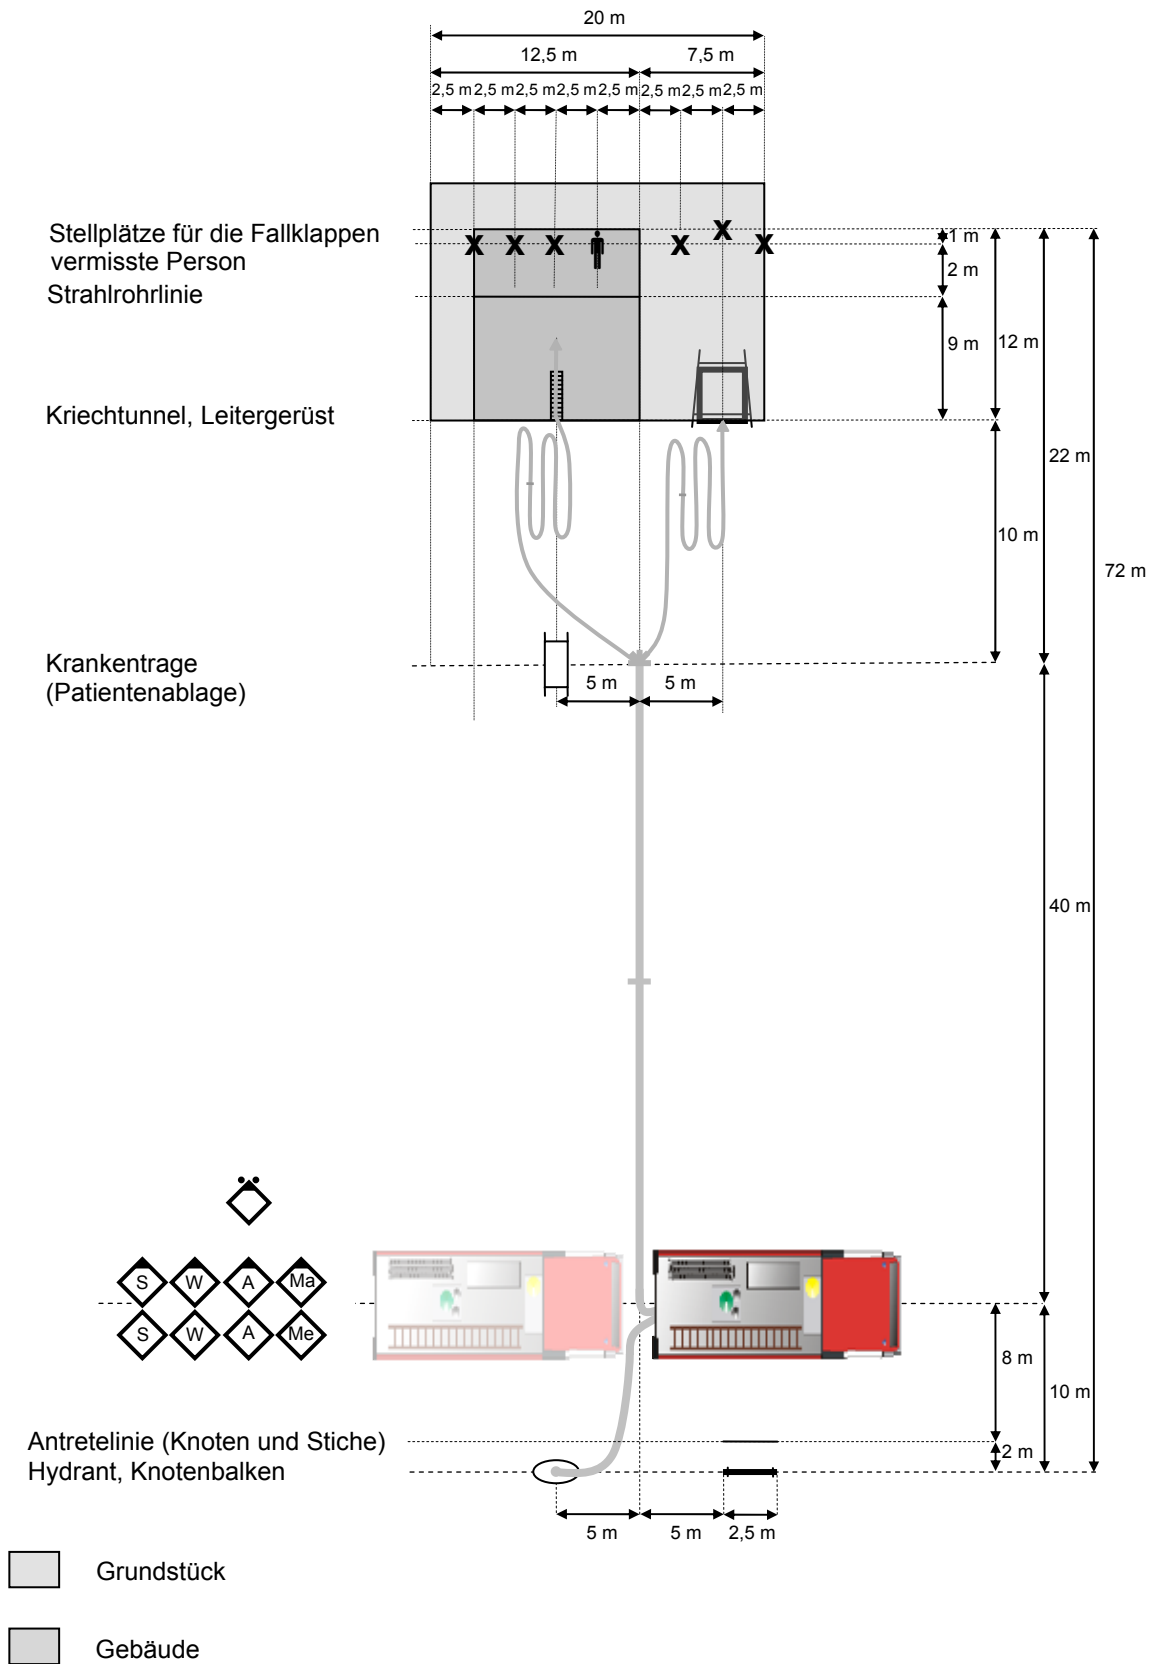 20 m
12,5 m 7,5 m
2,5 m 2,5 m 2,5 m 2,5 m 2,5 m 2,5 m 2,5 m 2,5 m
Stellplätze für die Fallklappen
vermisste Person
Strahlrohrlinie
X X X X X X
1 m
2 m
9 m
12 m
Kriechtunnel, Leitergerüst
22 m
10 m
72 m
Krankentrage
(Patientenablage)
5 m 5 m
40 m
S W A Ma
S W A Me
8 m
10 m
Antretelinie (Knoten und Stiche)
2 m
Hydrant, Knotenbalken
5 m 5 m 2,5 m
Grundstück
Gebäude